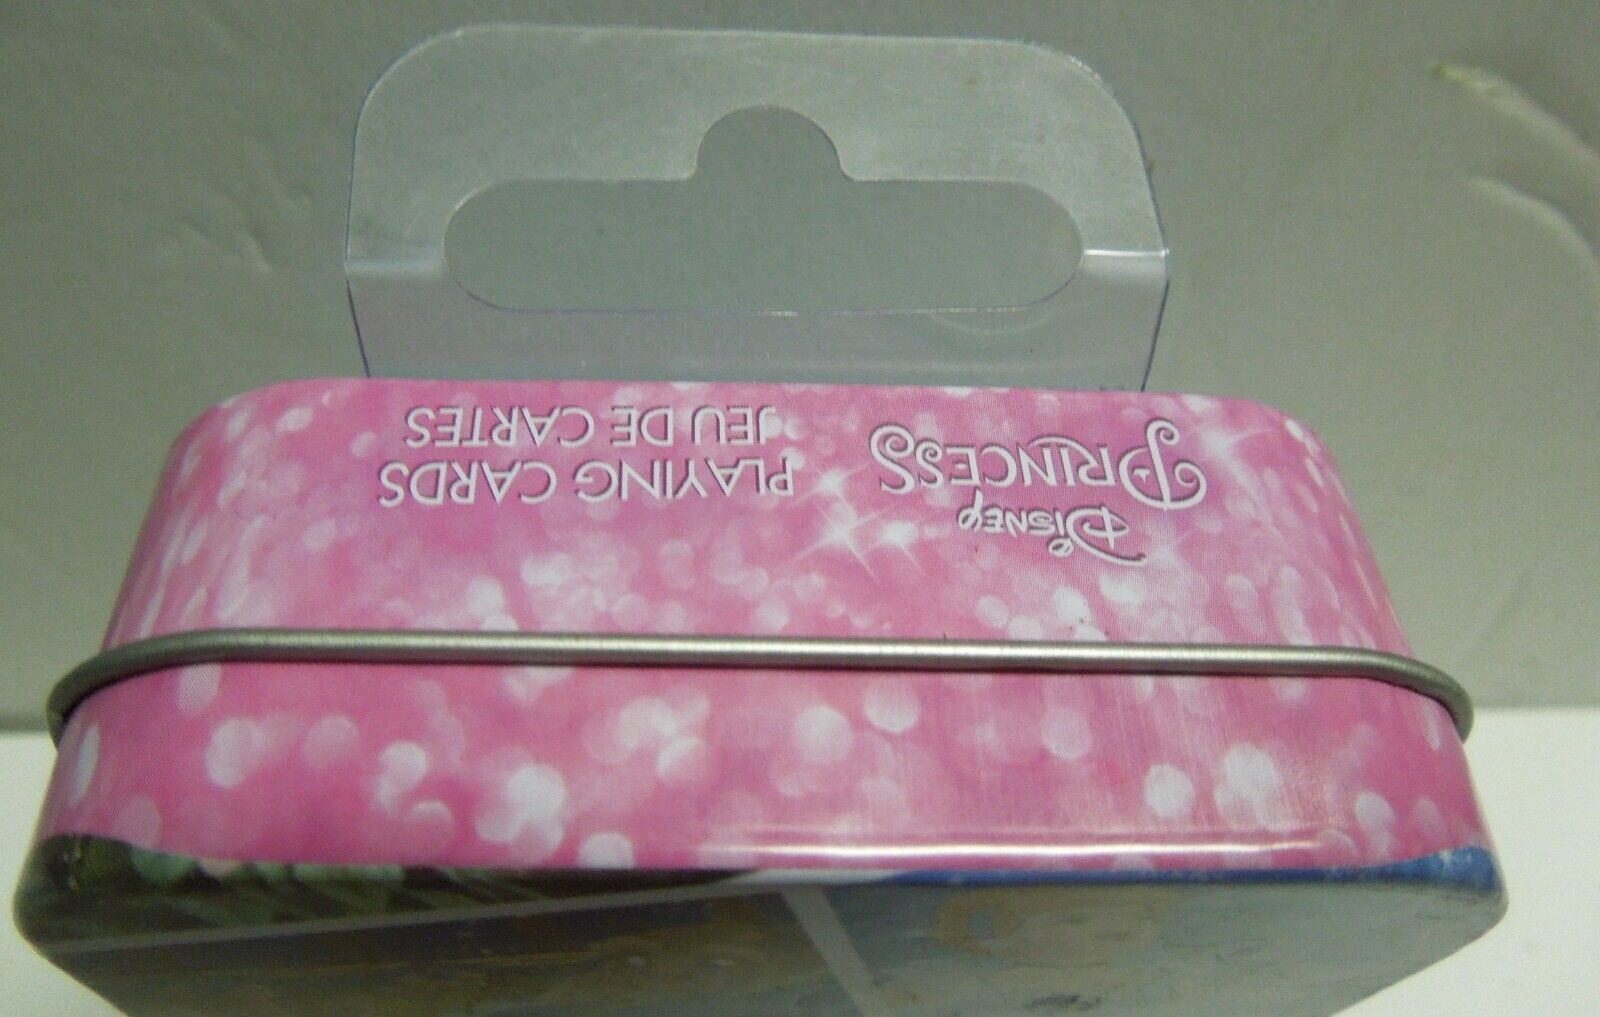 Disney
PRINCESS
PLAYING CARDS
JEU DE CARTES